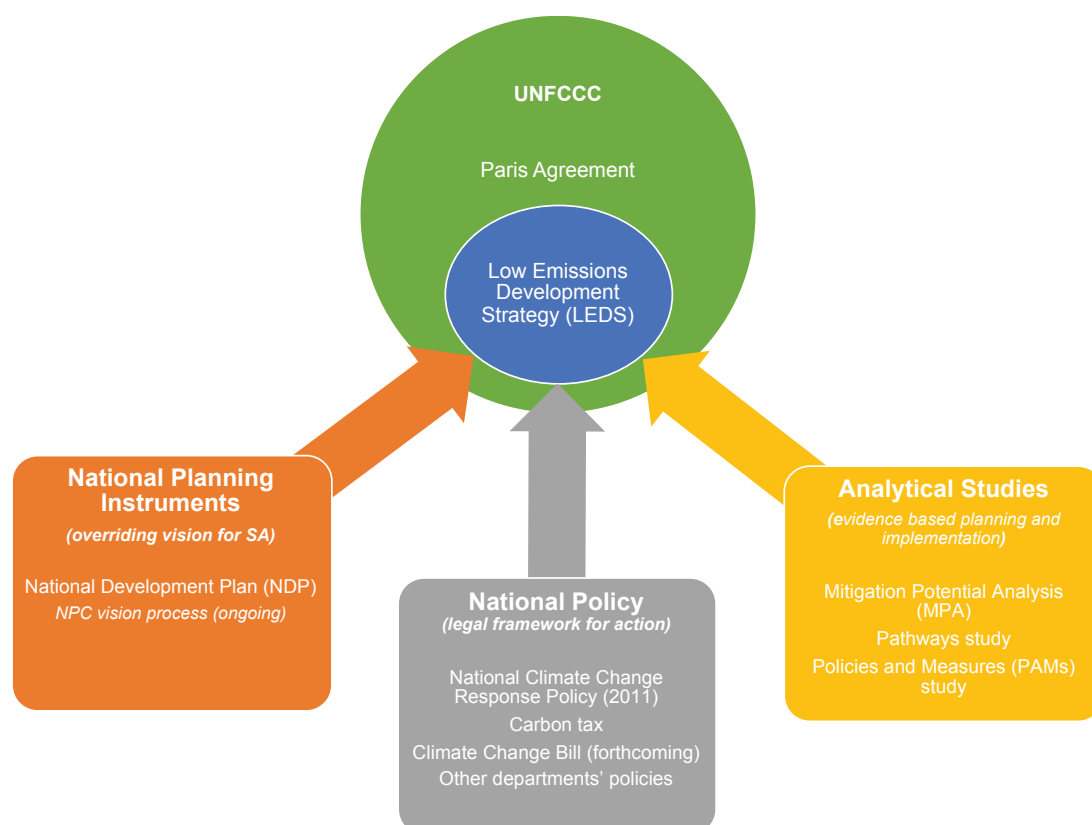 UNFCCC
Paris Agreement
Low Emissions
Development
Strategy (LEDS)
National Planning
Instruments
(overriding vision for SA)
National Development Plan (NDP)
NPC vision process (ongoing)
National Policy
(legal framework for action)
National Climate Change
Response Policy (2011)
Carbon tax
Climate Change Bill (forthcoming)
Other departments’ policies
Analytical Studies
(evidence based planning and
implementation)
Mitigation Potential Analysis
(MPA)
Pathways study
Policies and Measures (PAMs)
study